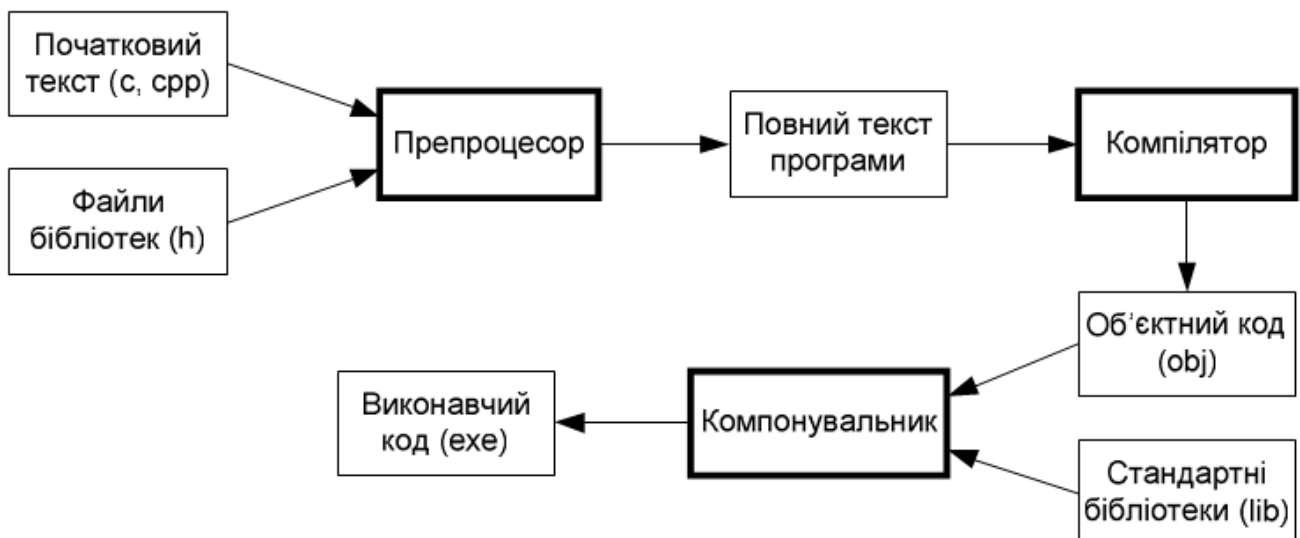 Початковий
текст (c, cpp)
Файли
бібліотек (h)
Препроцесор
Повний текст
програми
Компілятор
Об'єктний код
(obj)
Стандартні
бібліотеки (lib)
Компонувальник
Виконавчий
код (exe)